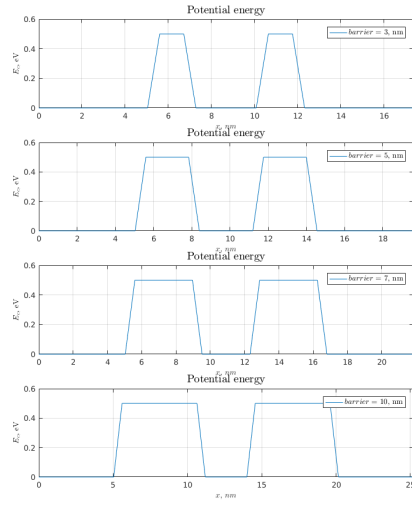 Potential energy
0.6
0.4
0.2
0
E_c, eV
barrier = 3, nm
0 2 4 6 8 10 12 14 16
x, nm
Potential energy
0.6
0.4
0.2
0
E_c, eV
barrier = 5, nm
0 2 4 6 8 10 12 14 16 18
x, nm
Potential energy
0.6
0.4
0.2
0
E_c, eV
barrier = 7, nm
0 2 4 6 8 10 12 14 16 18 20
x, nm
Potential energy
0.6
0.4
0.2
0
E_c, eV
barrier = 10, nm
0 5 10 15 20 25
x, nm